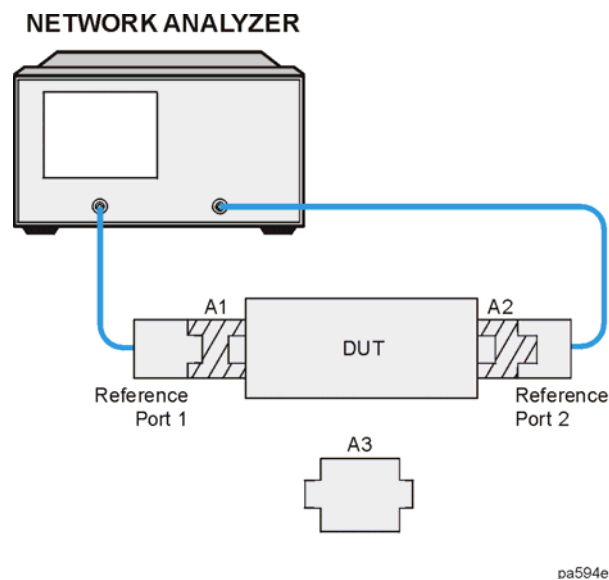 NETWORK ANALYZER
A1
A2
DUT
Reference
Port 1
Reference
Port 2
A3
pa594e